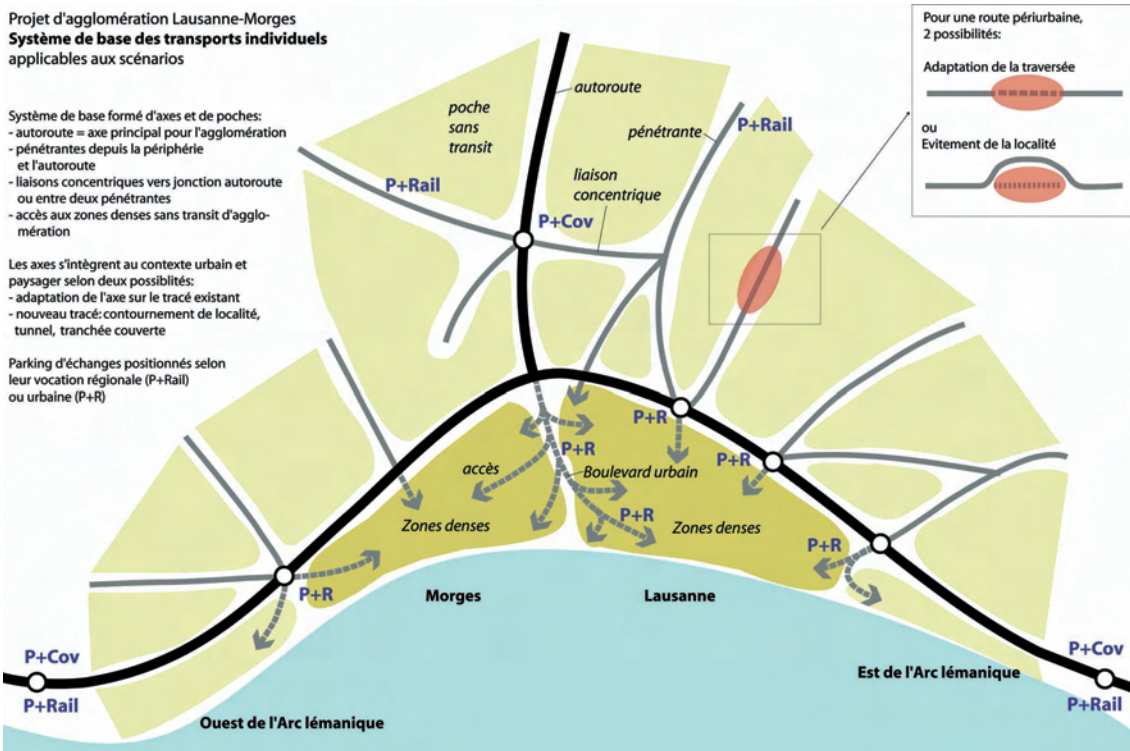 Projet d'agglomération Lausanne-Morges
Système de base des transports individuels
applicables aux scénarios
Système de base formé d'axes et de poches:
- autoroute = axe principal pour l'agglomération
- pénétrantes depuis la périphérie
et l'autoroute
- liaisons concentriques vers jonction autoroute
ou entre deux pénétrantes
- accès aux zones denses sans transit d'agglo-
mération
Les axes s'intègrent au contexte urbain et
paysager selon deux possiblités:
- adaptation de l'axe sur le tracé existant
- nouveau tracé: contournement de localité,
tunnel, tranchée couverte
Parking d'échanges positionnés selon
leur vocation régionale (P+Rail)
ou urbaine (P+R)
Pour une route périurbaine,
2 possibilités:
Adaptation de la traversée
ou
Evitement de la localité
autoroute
poche
sans
transit
pénétrante
P+Rail
P+Rail
liaison
concentrique
P+Cov
P+R
P+R
P+R
accès
Boulevard urbain
Zones denses
P+R
Zones denses
P+R
P+R
Morges
Lausanne
P+Cov
P+Rail
Est de l'Arc lémanique
P+Cov
P+Rail
Ouest de l'Arc lémanique